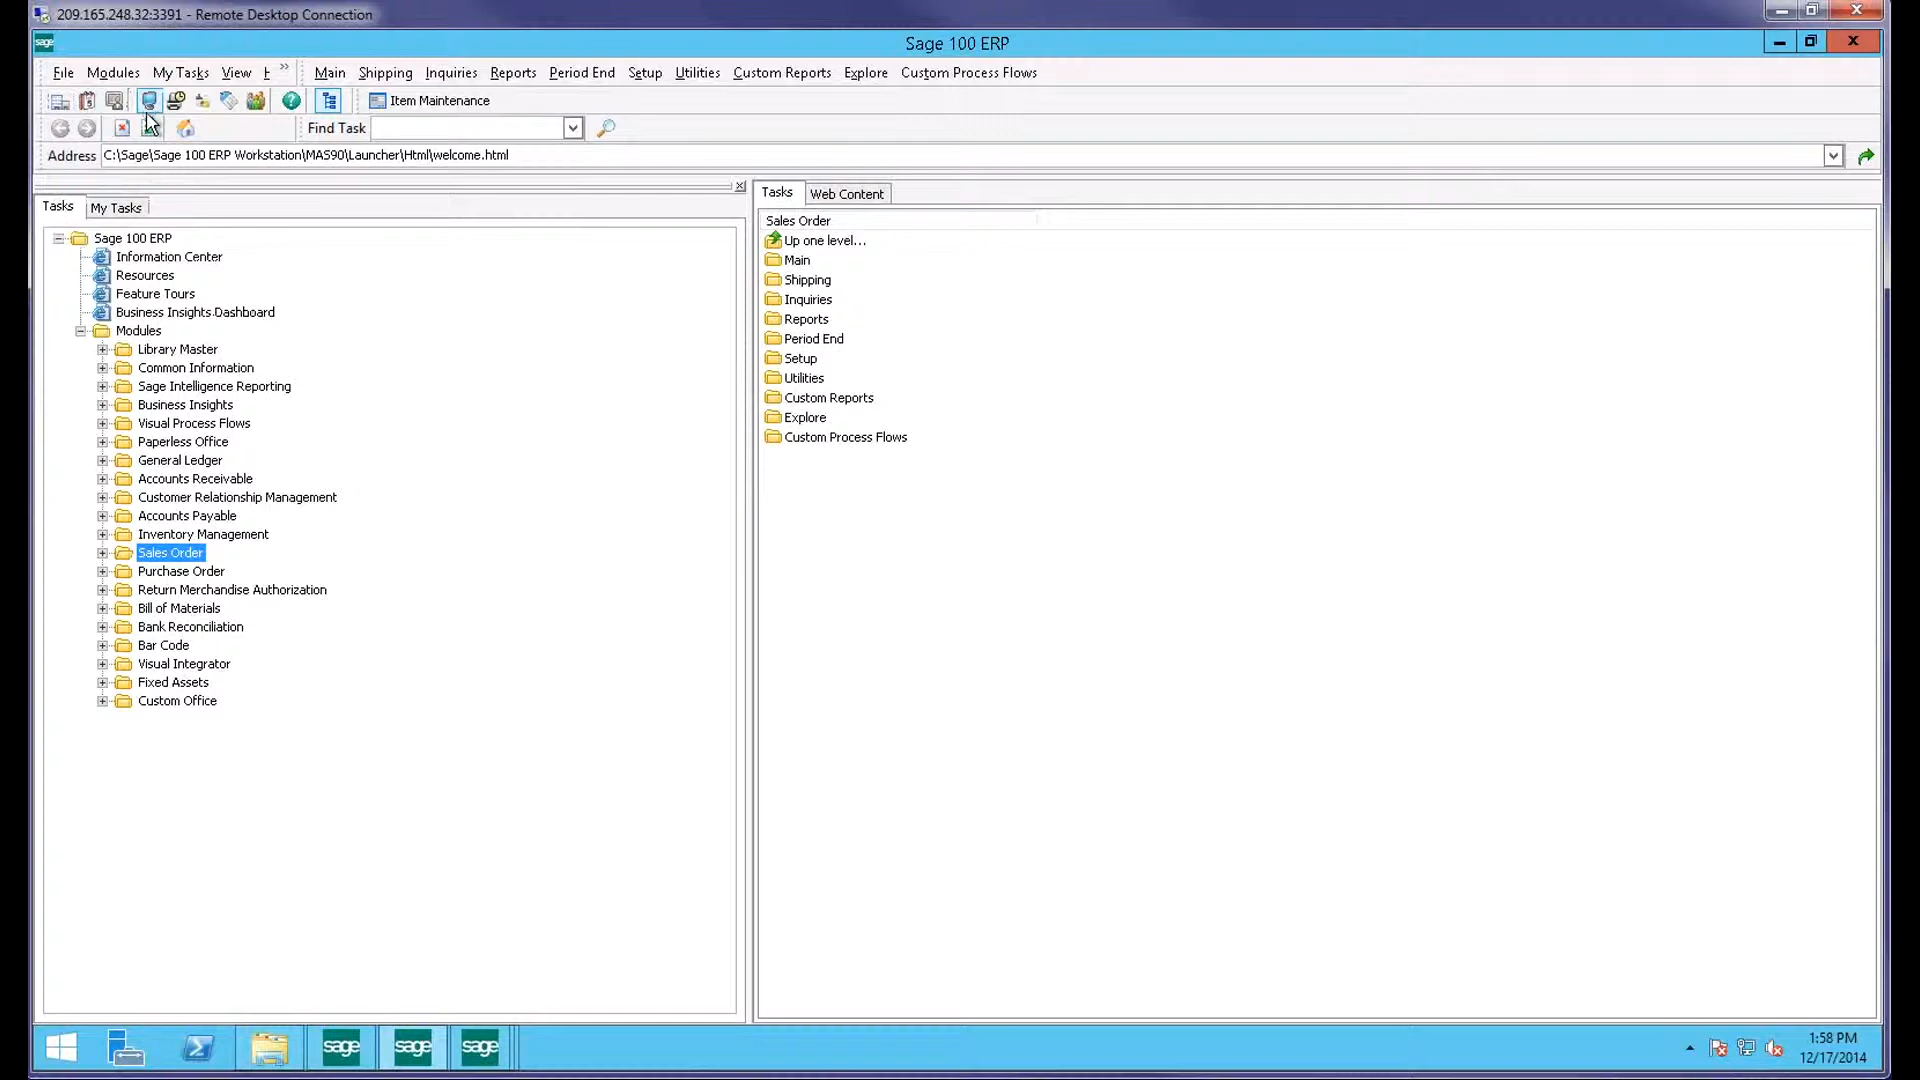 209.165.248.32:3391 - Remote Desktop Connection
sage
Sage 100 ERP
File Modules My Tasks View » Main Shipping Inquiries Reports Period End Setup Utilities Custom Reports Explore Custom Process Flows
Item Maintenance
Find Task
Address C:\Sage\Sage 100 ERP Workstation\MAS90\Launcher\Html\welcome.html
Tasks My Tasks
Sage 100 ERP
Information Center
Resources
Feature Tours
Business Insights Dashboard
Modules
Library Master
Common Information
Sage Intelligence Reporting
Business Insights
Visual Process Flows
Paperless Office
General Ledger
Accounts Receivable
Customer Relationship Management
Accounts Payable
Inventory Management
Sales Order
Purchase Order
Return Merchandise Authorization
Bill of Materials
Bank Reconciliation
Bar Code
Visual Integrator
Fixed Assets
Custom Office
Tasks Web Content
Sales Order
Up one level...
Main
Shipping
Inquiries
Reports
Period End
Setup
Utilities
Custom Reports
Explore
Custom Process Flows
sage sage sage
1:58 PM
12/17/2014